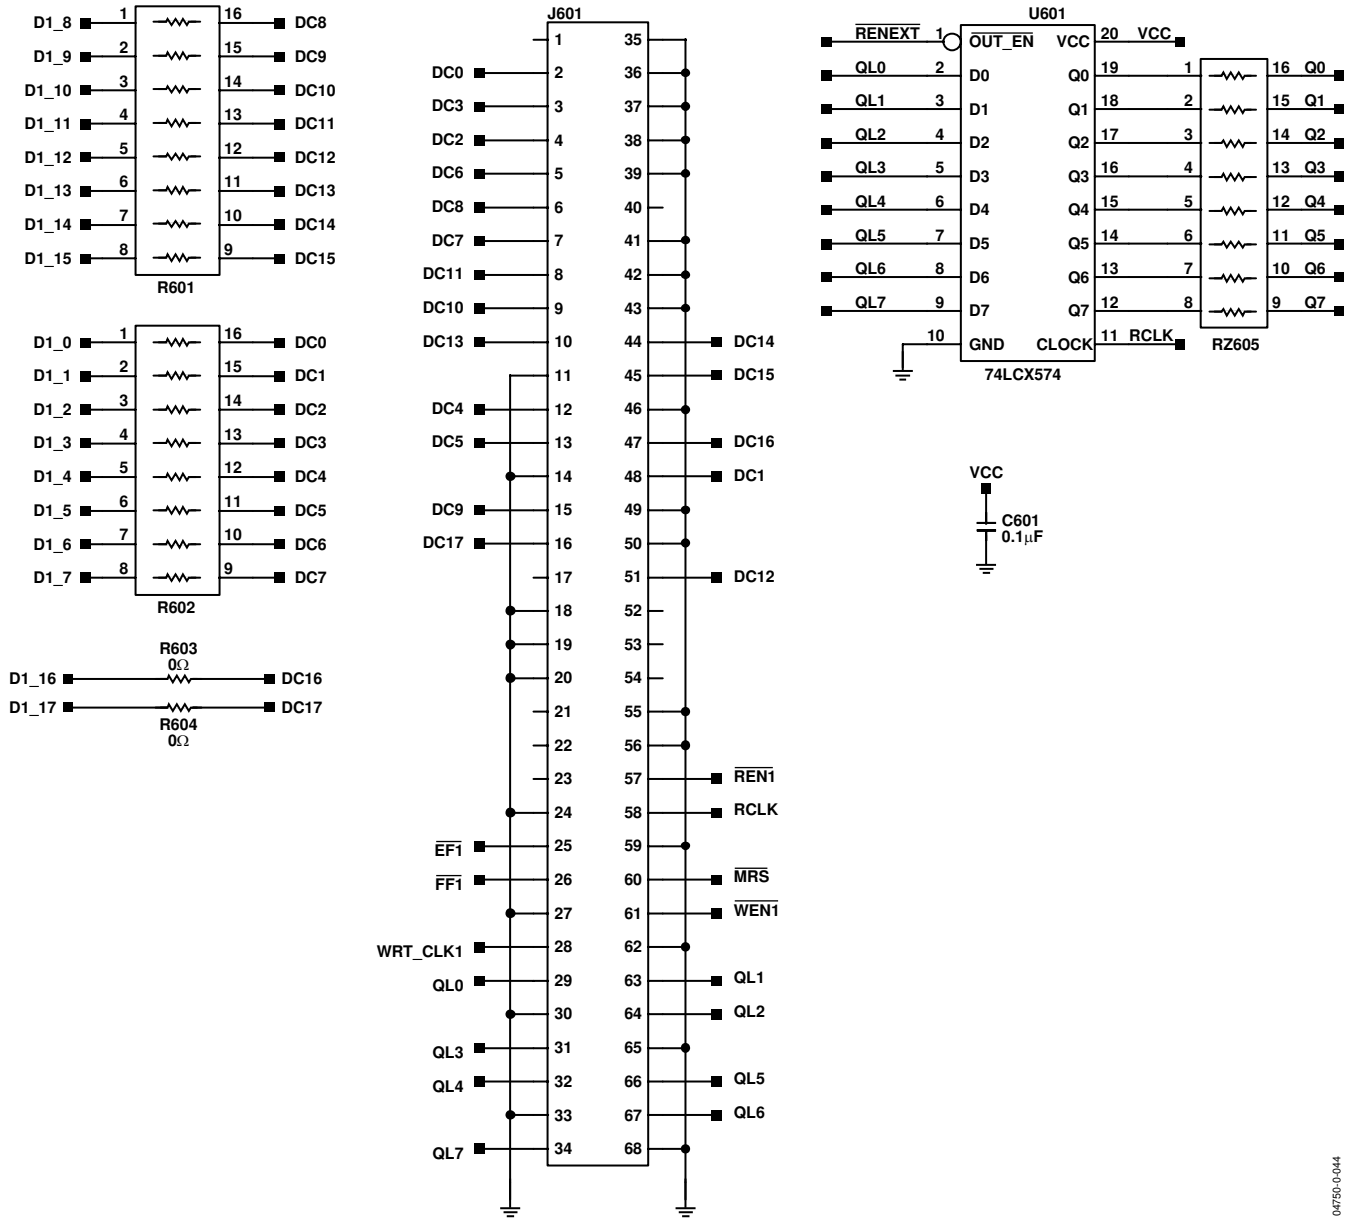 D1_8 1 16 DC8
D1_9 2 15 DC9
D1_10 3 14 DC10
D1_11 4 13 DC11
D1_12 5 12 DC12
D1_13 6 11 DC13
D1_14 7 10 DC14
D1_15 8 9 DC15
R601
D1_0 1 16 DC0
D1_1 2 15 DC1
D1_2 3 14 DC2
D1_3 4 13 DC3
D1_4 5 12 DC4
D1_5 6 11 DC5
D1_6 7 10 DC6
D1_7 8 9 DC7
R602
R603
0Ω
D1_16 DC16
D1_17 DC17
R604
0Ω
J601
1 35
DC0 2 36
DC3 3 37
DC2 4 38
DC6 5 39
DC8 6 40
DC7 7 41
DC11 8 42
DC10 9 43
DC13 10 44 DC14
11 45 DC15
DC4 12 46
DC5 13 47 DC16
14 48 DC1
DC9 15 49
DC17 16 50
17 51 DC12
18 52
19 53
20 54
21 55
22 56
23 57 REN1
24 58 RCLK
EF1 25 59
FF1 26 60 MRS
27 61 WEN1
WRT_CLK1 28 62
QL0 29 63 QL1
30 64 QL2
QL3 31 65
QL4 32 66 QL5
33 67 QL6
QL7 34 68
U601
RENEXT 1 OUT_EN VCC 20 VCC
QL0 2 D0 Q0 19 1 16 Q0
QL1 3 D1 Q1 18 2 15 Q1
QL2 4 D2 Q2 17 3 14 Q2
QL3 5 D3 Q3 16 4 13 Q3
QL4 6 D4 Q4 15 5 12 Q4
QL5 7 D5 Q5 14 6 11 Q5
QL6 8 D6 Q6 13 7 10 Q6
QL7 9 D7 Q7 12 8 9 Q7
10 GND CLOCK 11 RCLK
RZ605
74LCX574
VCC
C601
0.1μF
04750-0-044